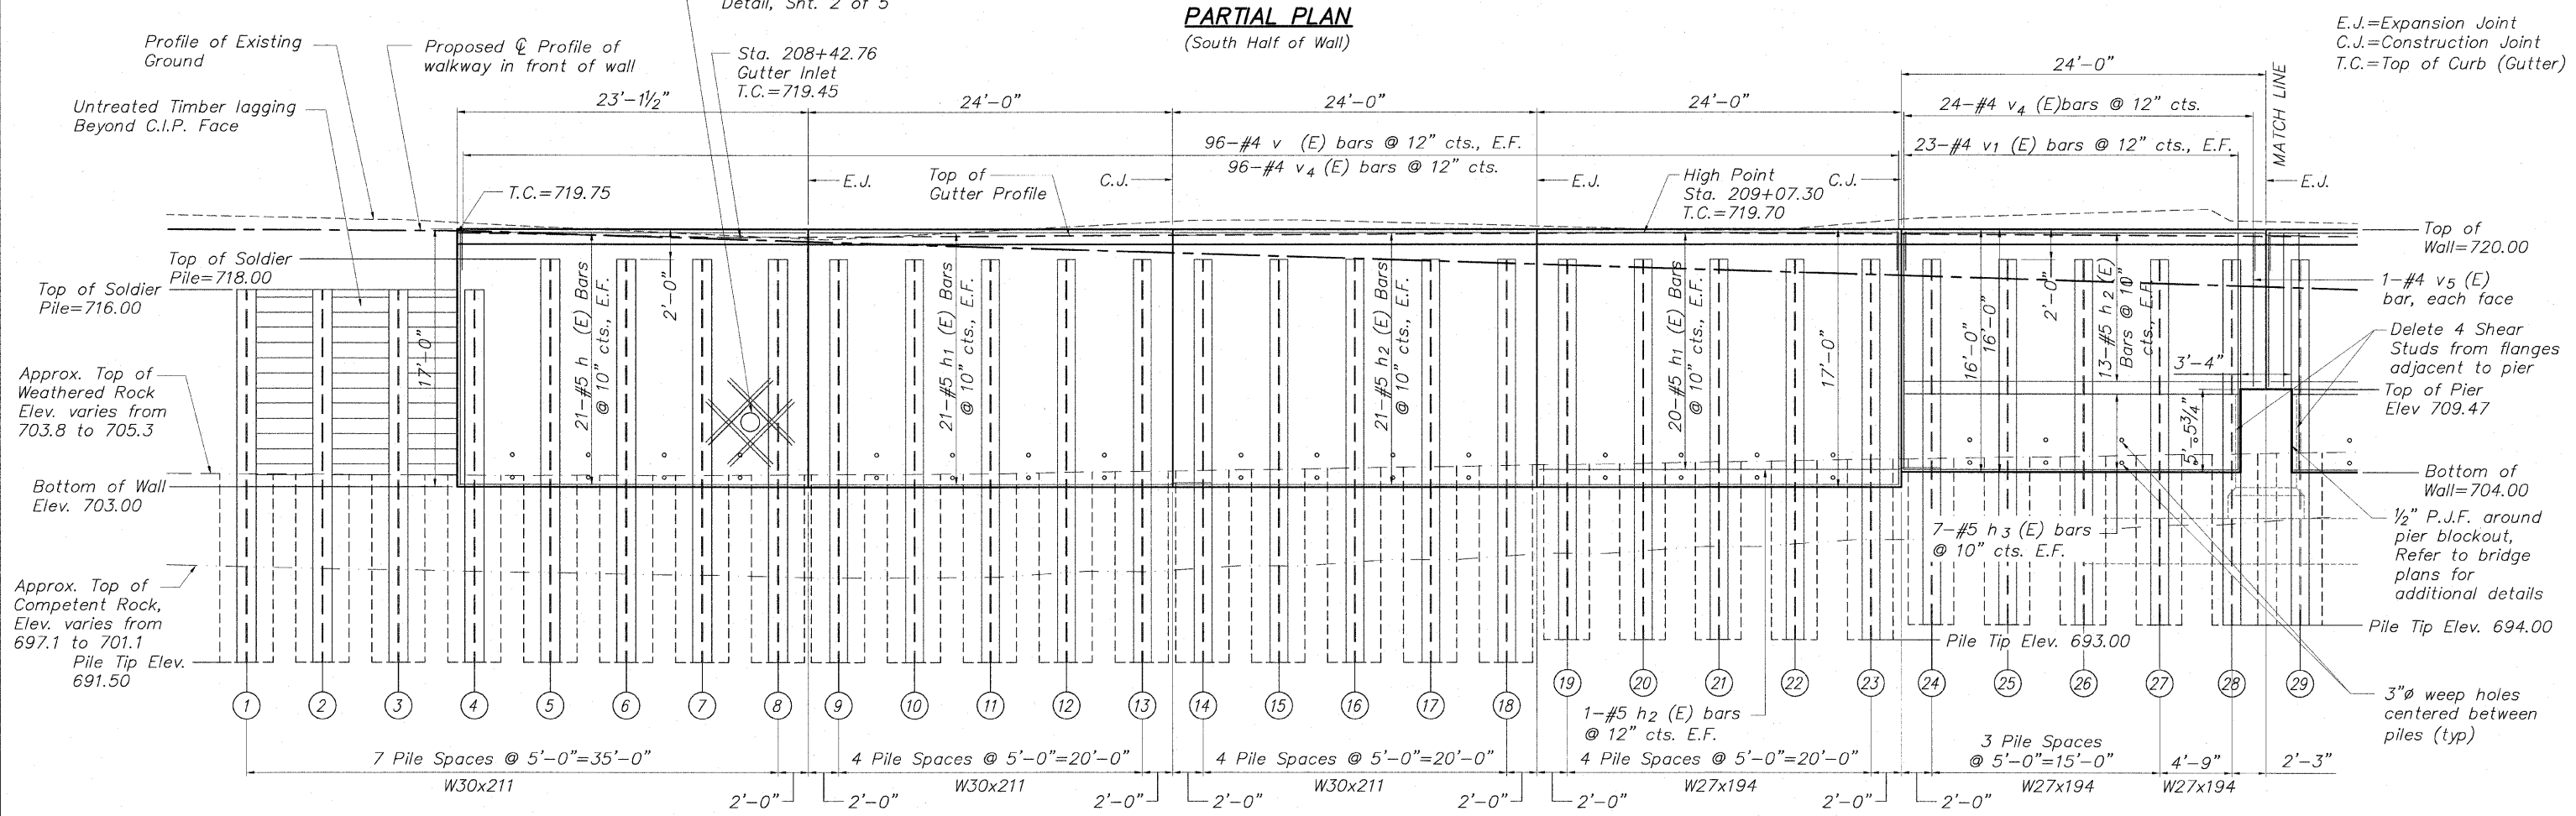 Detail, Sht. 2 of 5
PARTIAL PLAN
(South Half of Wall)
E.J.=Expansion Joint
C.J.=Construction Joint
T.C.=Top of Curb (Gutter)
Profile of Existing
Ground
Proposed ℄ Profile of
walkway in front of wall
Sta. 208+42.76
Gutter Inlet
T.C.=719.45
Untreated Timber lagging
Beyond C.I.P. Face
23'-1½"
24'-0"
24'-0"
24'-0"
24'-0"
MATCH LINE
24-#4 v4 (E)bars @ 12" cts.
96-#4 v (E) bars @ 12" cts., E.F.
96-#4 v4 (E) bars @ 12" cts.
23-#4 v1 (E) bars @ 12" cts., E.F.
T.C.=719.75
E.J.
Top of
Gutter Profile
C.J.
E.J.
High Point
Sta. 209+07.30
T.C.=719.70
C.J.
E.J.
Top of Soldier
Pile=718.00
Top of Soldier
Pile=716.00
Top of
Wall=720.00
1-#4 v5 (E)
bar, each face
Delete 4 Shear
Studs from flanges
adjacent to pier
Top of Pier
Elev 709.47
17'-0"
21-#5 h (E) Bars
@ 10" cts., E.F.
2'-0"
21-#5 h1 (E) Bars
@ 10" cts., E.F.
21-#5 h2 (E) Bars
@ 10" cts., E.F.
20-#5 h1 (E) Bars
@ 10" cts., E.F.
17'-0"
16'-0"
16'-0"
2'-0"
13-#5 h2 (E)
Bars @ 10"
cts., E.F.
3'-4"
5'-5¾"
Approx. Top of
Weathered Rock
Elev. varies from
703.8 to 705.3
Bottom of Wall
Elev. 703.00
Bottom of
Wall=704.00
½" P.J.F. around
pier blockout,
Refer to bridge
plans for
additional details
7-#5 h3 (E) bars
@ 10" cts. E.F.
Approx. Top of
Competent Rock,
Elev. varies from
697.1 to 701.1
Pile Tip Elev.
691.50
Pile Tip Elev. 693.00
Pile Tip Elev. 694.00
1 2 3 4 5 6 7 8 9 10 11 12 13 14 15 16 17 18 19 20 21 22 23 24 25 26 27 28 29
3"ø weep holes
centered between
piles (typ)
1-#5 h2 (E) bars
@ 12" cts. E.F.
7 Pile Spaces @ 5'-0"=35'-0"
W30x211
2'-0"
2'-0"
4 Pile Spaces @ 5'-0"=20'-0"
W30x211
2'-0"
2'-0"
4 Pile Spaces @ 5'-0"=20'-0"
W30x211
2'-0"
2'-0"
4 Pile Spaces @ 5'-0"=20'-0"
W27x194
2'-0"
2'-0"
3 Pile Spaces
@ 5'-0"=15'-0"
W27x194
4'-9"
W27x194
2'-3"